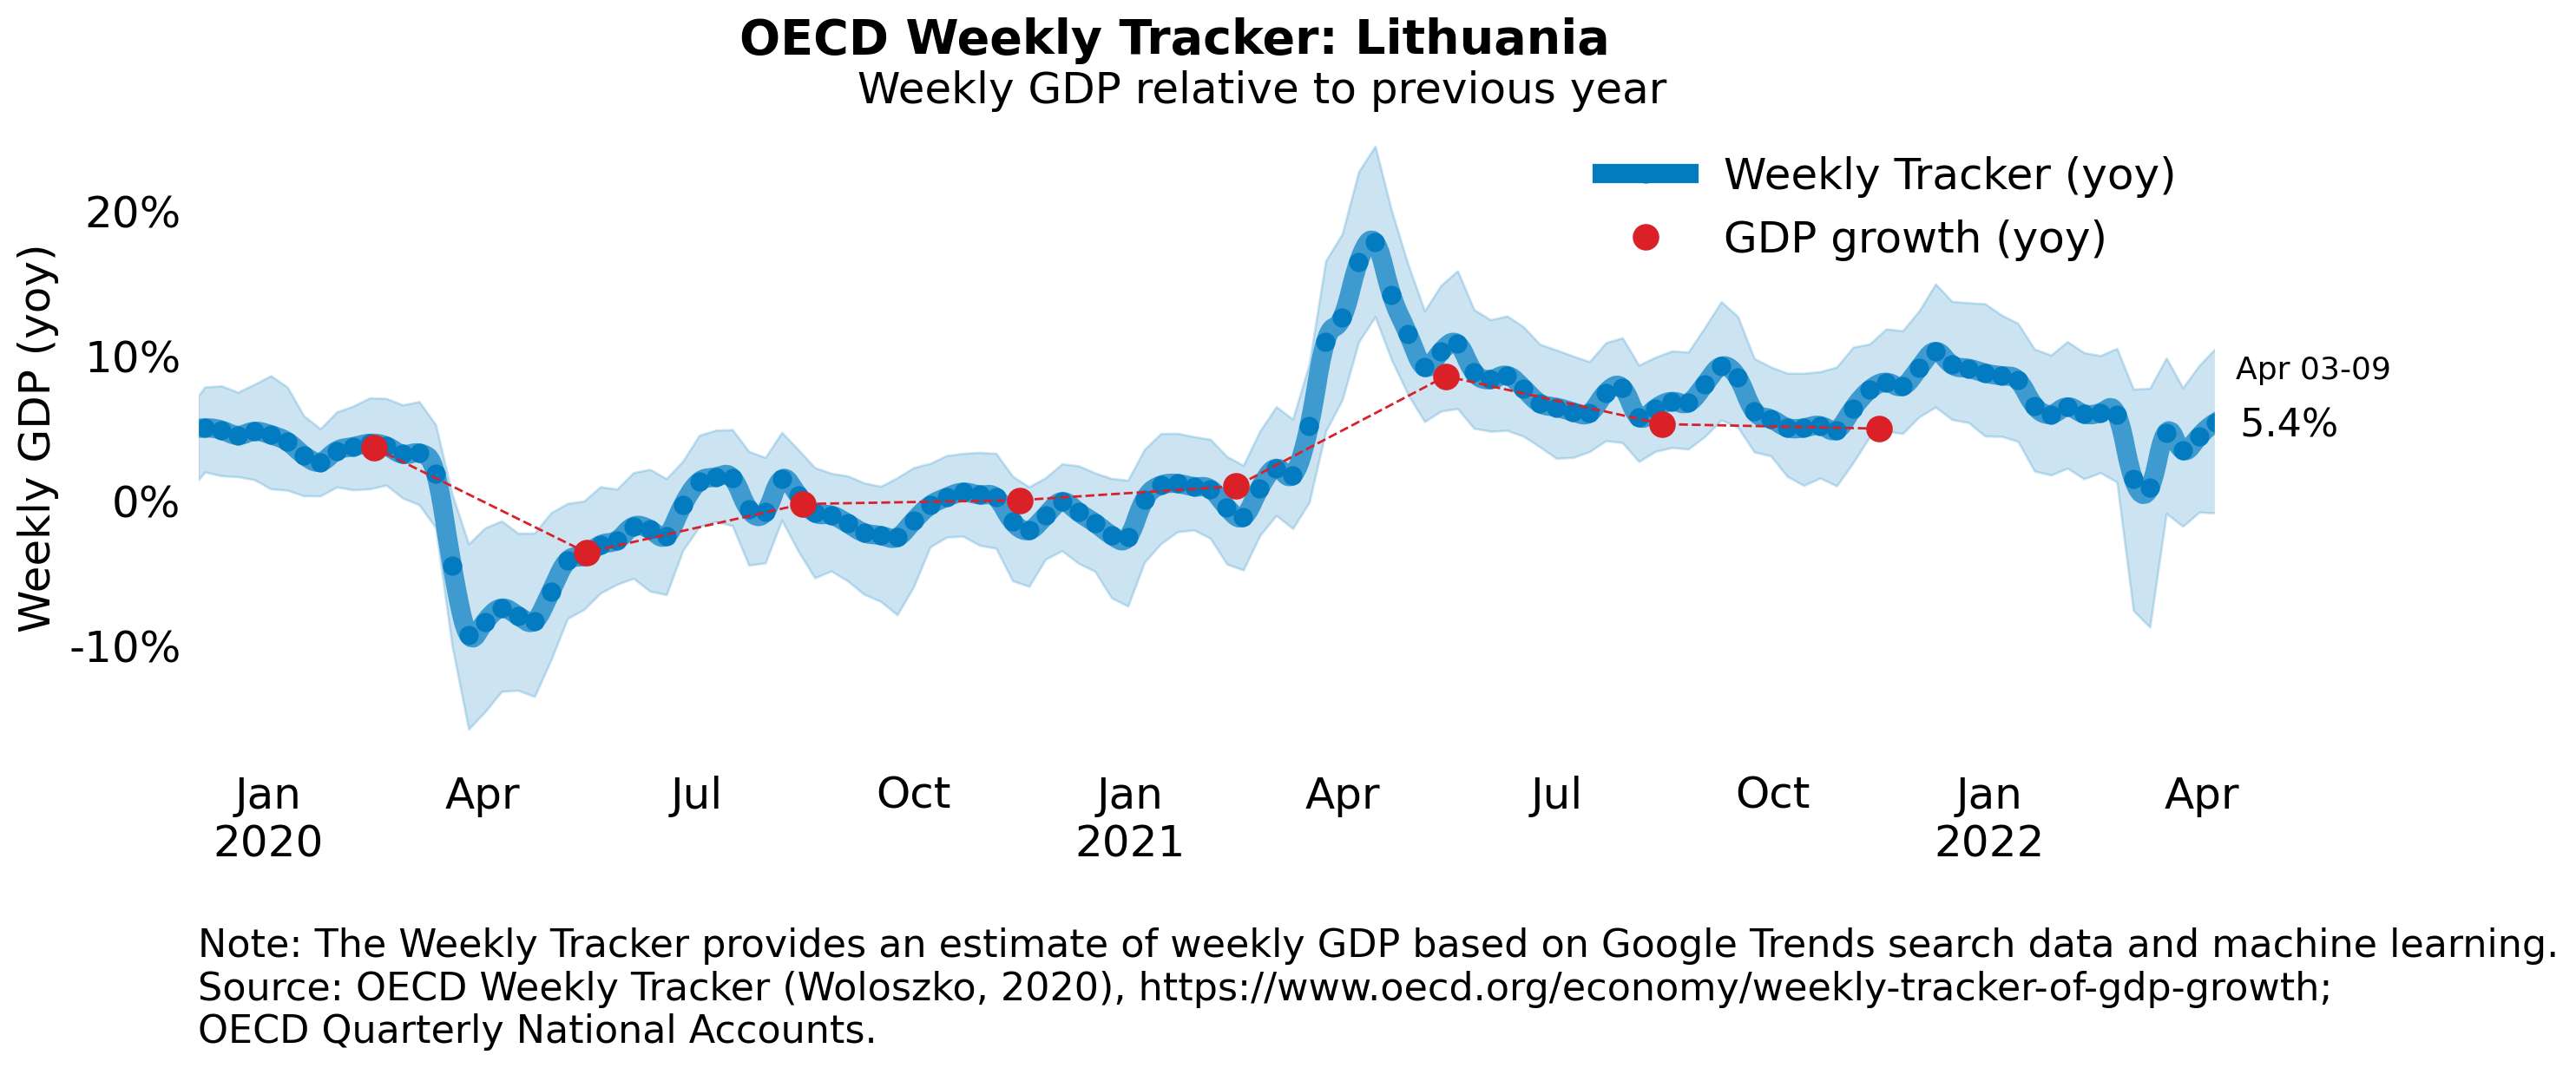 OECD Weekly Tracker: Lithuania
Weekly GDP relative to previous year
Weekly Tracker (yoy)
GDP growth (yoy)
Weekly GDP (yoy)
20%
10%
0%
-10%
Apr 03-09
5.4%
Jan Apr Jul Oct Jan Apr Jul Oct Jan Apr
2020 2021 2022
Note: The Weekly Tracker provides an estimate of weekly GDP based on Google Trends search data and machine learning.
Source: OECD Weekly Tracker (Woloszko, 2020), https://www.oecd.org/economy/weekly-tracker-of-gdp-growth;
OECD Quarterly National Accounts.